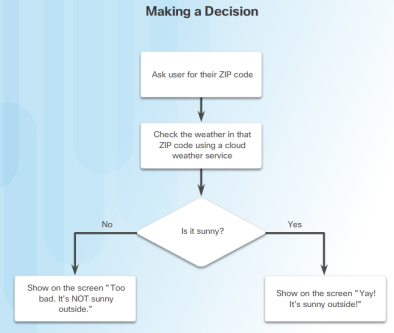 Making a Decision
Ask user for their ZIP code
Check the weather in that
ZIP code using a cloud
weather service
No
Is it sunny?
Yes
Show on the screen "Too
bad. It's NOT sunny
outside."
Show on the screen "Yay!
It's sunny outside!"